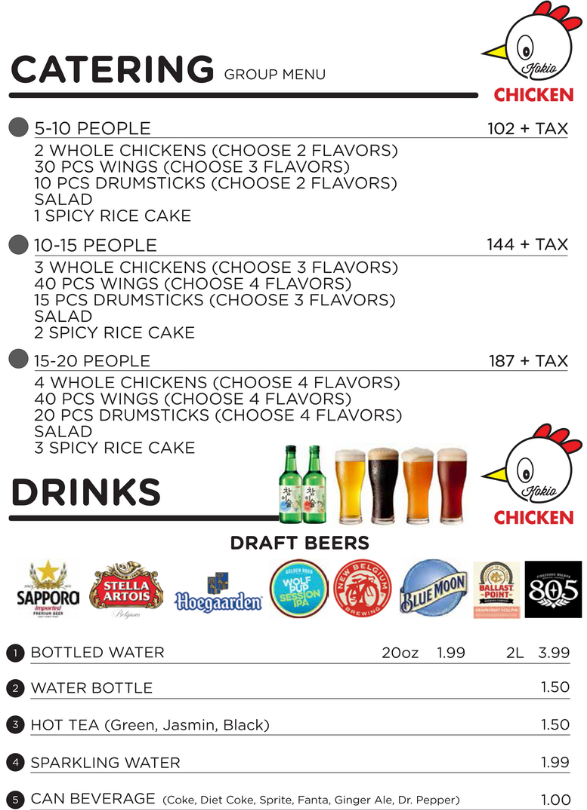 CATERING GROUP MENU
Kokio
CHICKEN
5-10 PEOPLE 102 + TAX
2 WHOLE CHICKENS (CHOOSE 2 FLAVORS)
30 PCS WINGS (CHOOSE 3 FLAVORS)
10 PCS DRUMSTICKS (CHOOSE 2 FLAVORS)
SALAD
1 SPICY RICE CAKE
10-15 PEOPLE 144 + TAX
3 WHOLE CHICKENS (CHOOSE 3 FLAVORS)
40 PCS WINGS (CHOOSE 4 FLAVORS)
15 PCS DRUMSTICKS (CHOOSE 3 FLAVORS)
SALAD
2 SPICY RICE CAKE
15-20 PEOPLE 187 + TAX
4 WHOLE CHICKENS (CHOOSE 4 FLAVORS)
40 PCS WINGS (CHOOSE 4 FLAVORS)
20 PCS DRUMSTICKS (CHOOSE 4 FLAVORS)
SALAD
3 SPICY RICE CAKE
DRINKS
Kokio
CHICKEN
DRAFT BEERS
SAPPORO
Imported
PREMIUM BEER
STELLA
ARTOIS
Belgium
Hoegaarden
GOLDEN ROAD
WOLF
PUP
SESSION
IPA
NEW BELGIUM
BREWING
BLUE MOON
BALLAST
POINT
805
1 BOTTLED WATER 20oz 1.99 2L 3.99
2 WATER BOTTLE 1.50
3 HOT TEA (Green, Jasmin, Black) 1.50
4 SPARKLING WATER 1.99
5 CAN BEVERAGE (Coke, Diet Coke, Sprite, Fanta, Ginger Ale, Dr. Pepper) 1.00